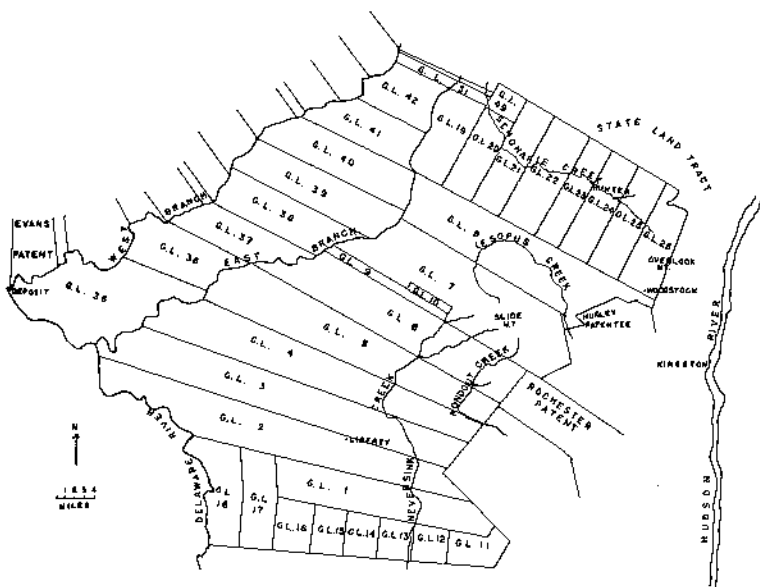 G.L. 42
G.L. 21
G.L. 49
G.L. 41
G.L. 19
G.L. 20
G.L. 21
SCHOHARIE CREEK
STATE LAND TRACT
G.L. 40
G.L. 22
HUNTER
G.L. 39
G.L. 23
G.L. 24
G.L. 25
G.L. 26
G.L. 38
G.L. 8
EVANS
PATENT
WEST BRANCH
G.L. 37
EAST BRANCH
ESOPUS CREEK
G.L. 36
G.L. 9
G.L. 7
OVERLOOK
MT.
WOODSTOCK
DEPOSIT
G.L. 35
G.L. 10
G.L. 6
SLIDE
MT
HURLEY
PATENTEE
G.L. 5
G.L. 4
RONDOUT CREEK
KINGSTON
G.L. 3
ROCHESTER
PATENT
G.L. 2
LIBERTY
NEVERSINK CREEK
DELAWARE RIVER
N
MILES
G.L. 1
G.L.
18
G.L.
17
G.L. 16
G.L. 15
G.L. 14
G.L. 13
G.L. 12
G.L. 11
HUDSON RIVER